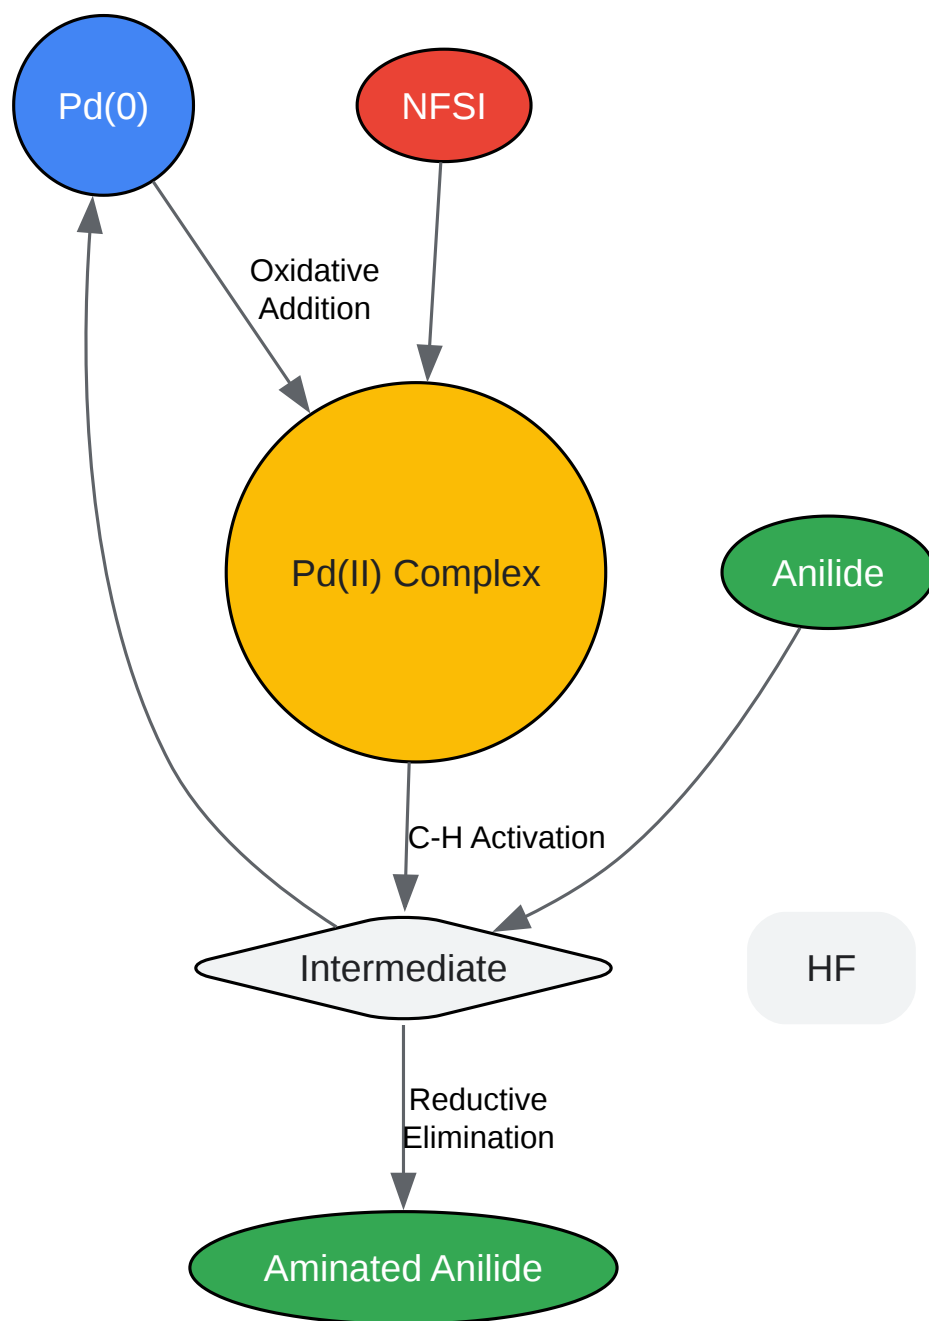 Pd(0)
NFSI
Oxidative
Addition
Pd(II) Complex
Anilide
C-H Activation
Intermediate
HF
Reductive
Elimination
Aminated Anilide